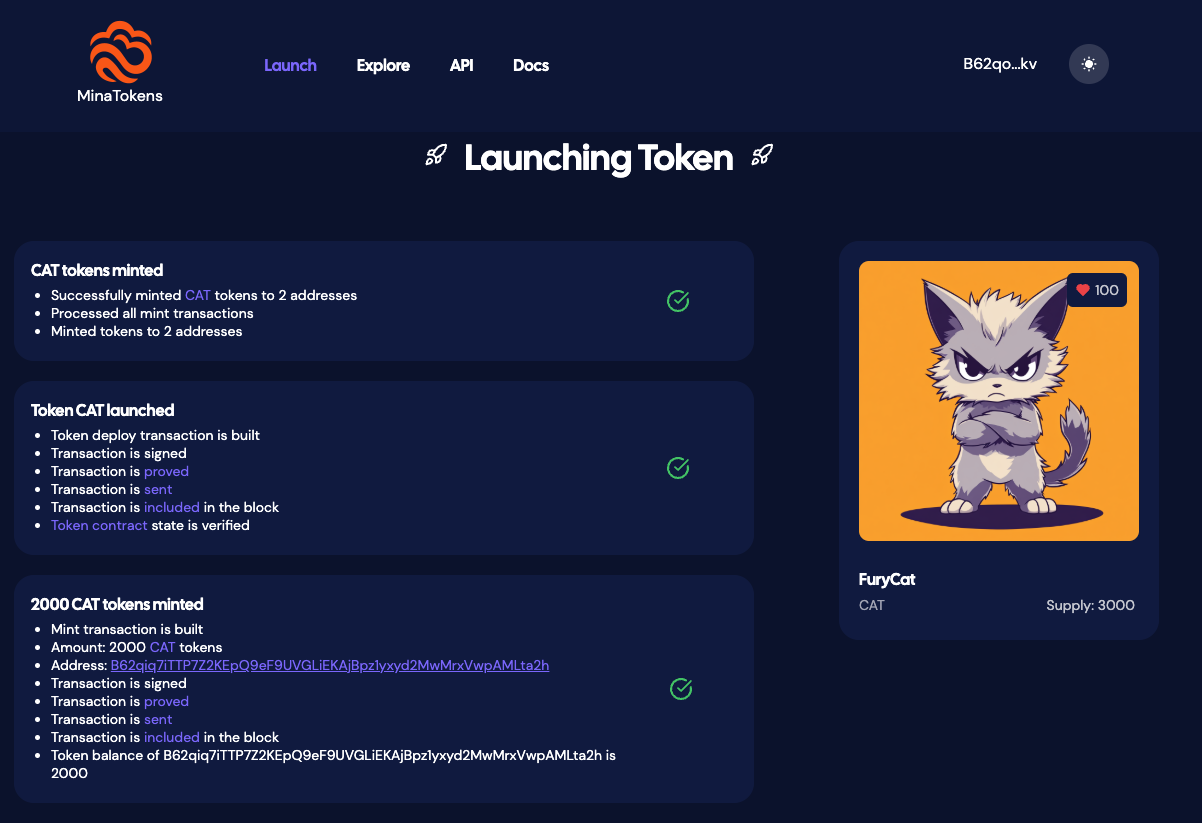 MinaTokens
Launch
Explore
API
Docs
B62qo...kv
Launching Token
CAT tokens minted
Successfully minted CAT tokens to 2 addresses
Processed all mint transactions
Minted tokens to 2 addresses
Token CAT launched
Token deploy transaction is built
Transaction is signed
Transaction is proved
Transaction is sent
Transaction is included in the block
Token contract state is verified
2000 CAT tokens minted
Mint transaction is built
Amount: 2000 CAT tokens
Address: B62qiq7iTTP7Z2KEpQ9eF9UVGLiEKAjBpz1yxyd2MwMrxVwpAMLta2h
Transaction is signed
Transaction is proved
Transaction is sent
Transaction is included in the block
Token balance of B62qiq7iTTP7Z2KEpQ9eF9UVGLiEKAjBpz1yxyd2MwMrxVwpAMLta2h is
2000
100
FuryCat
CAT
Supply: 3000